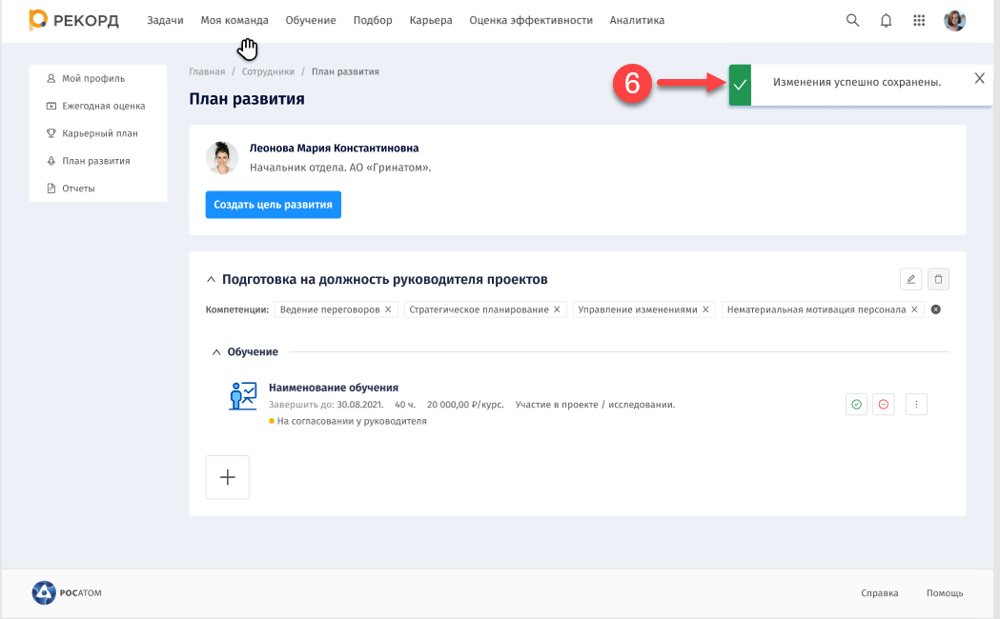 РЕКОРД
Задачи Моя команда Обучение Подбор Карьера Оценка эффективности Аналитика
Мой профиль
Ежегодная оценка
Карьерный план
План развития
Отчеты
Главная / Сотрудники / План развития
План развития
6
Изменения успешно сохранены.
Леонова Мария Константиновна
Начальник отдела. АО «Гринатом».
Создать цель развития
Подготовка на должность руководителя проектов
Компетенции: Ведение переговоров X Стратегическое планирование X Управление изменениями X Нематериальная мотивация персонала X
Обучение
Наименование обучения
Завершить до: 30.08.2021. 40 ч. 20 000,00 ₽/курс. Участие в проекте / исследовании.
На согласовании у руководителя
РОСАТОМ
Справка Помощь